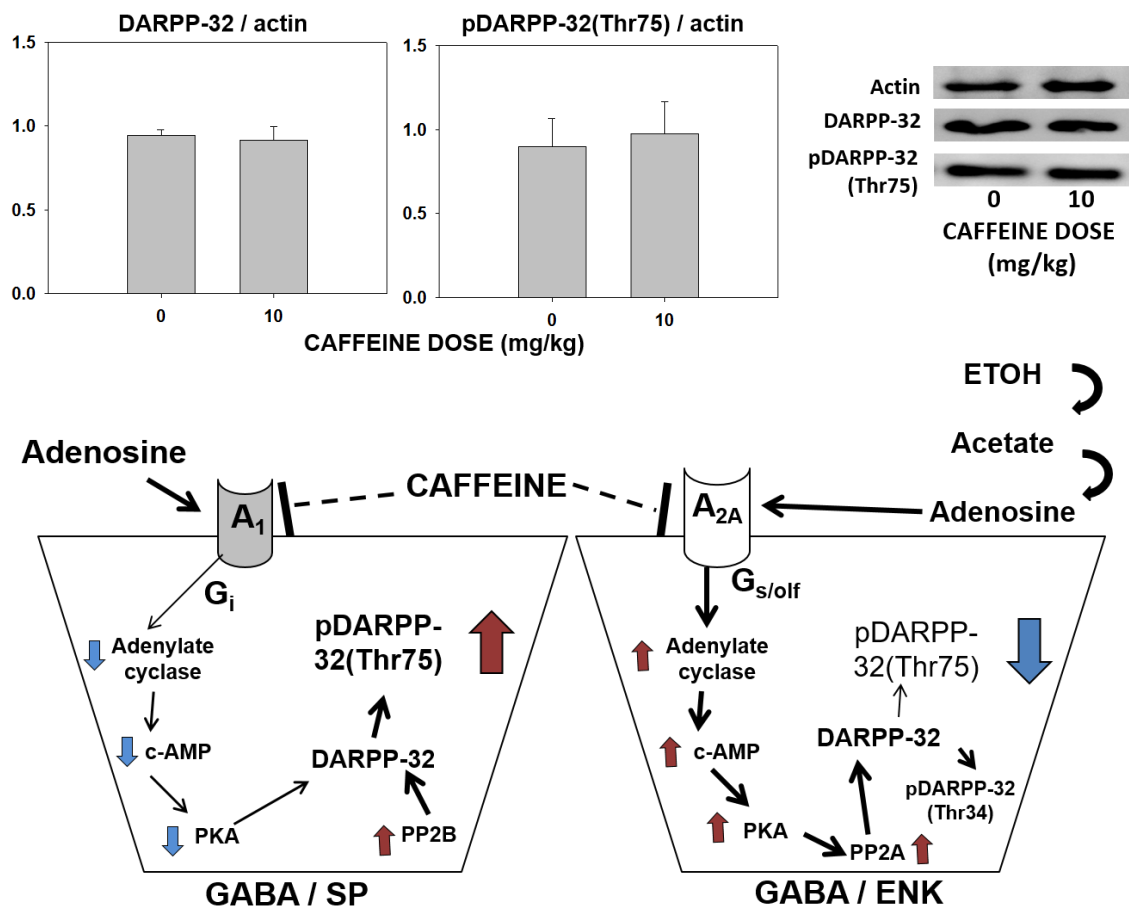 DARPP-32 / actin
1.5
1.0
0.5
0.0
0
10
pDARPP-32(Thr75) / actin
1.5
1.0
0.5
0.0
0
10
CAFFEINE DOSE (mg/kg)
Actin
DARPP-32
pDARPP-32
(Thr75)
0 10
CAFFEINE DOSE
(mg/kg)
ETOH
Acetate
Adenosine
Adenosine
CAFFEINE
A1
Gi
Adenylate
cyclase
c-AMP
PKA
pDARPP-
32(Thr75)
DARPP-32
PP2B
GABA / SP
A2A
Gs/olf
Adenylate
cyclase
c-AMP
PKA
PP2A
pDARPP-
32(Thr75)
DARPP-32
pDARPP-32
(Thr34)
GABA / ENK